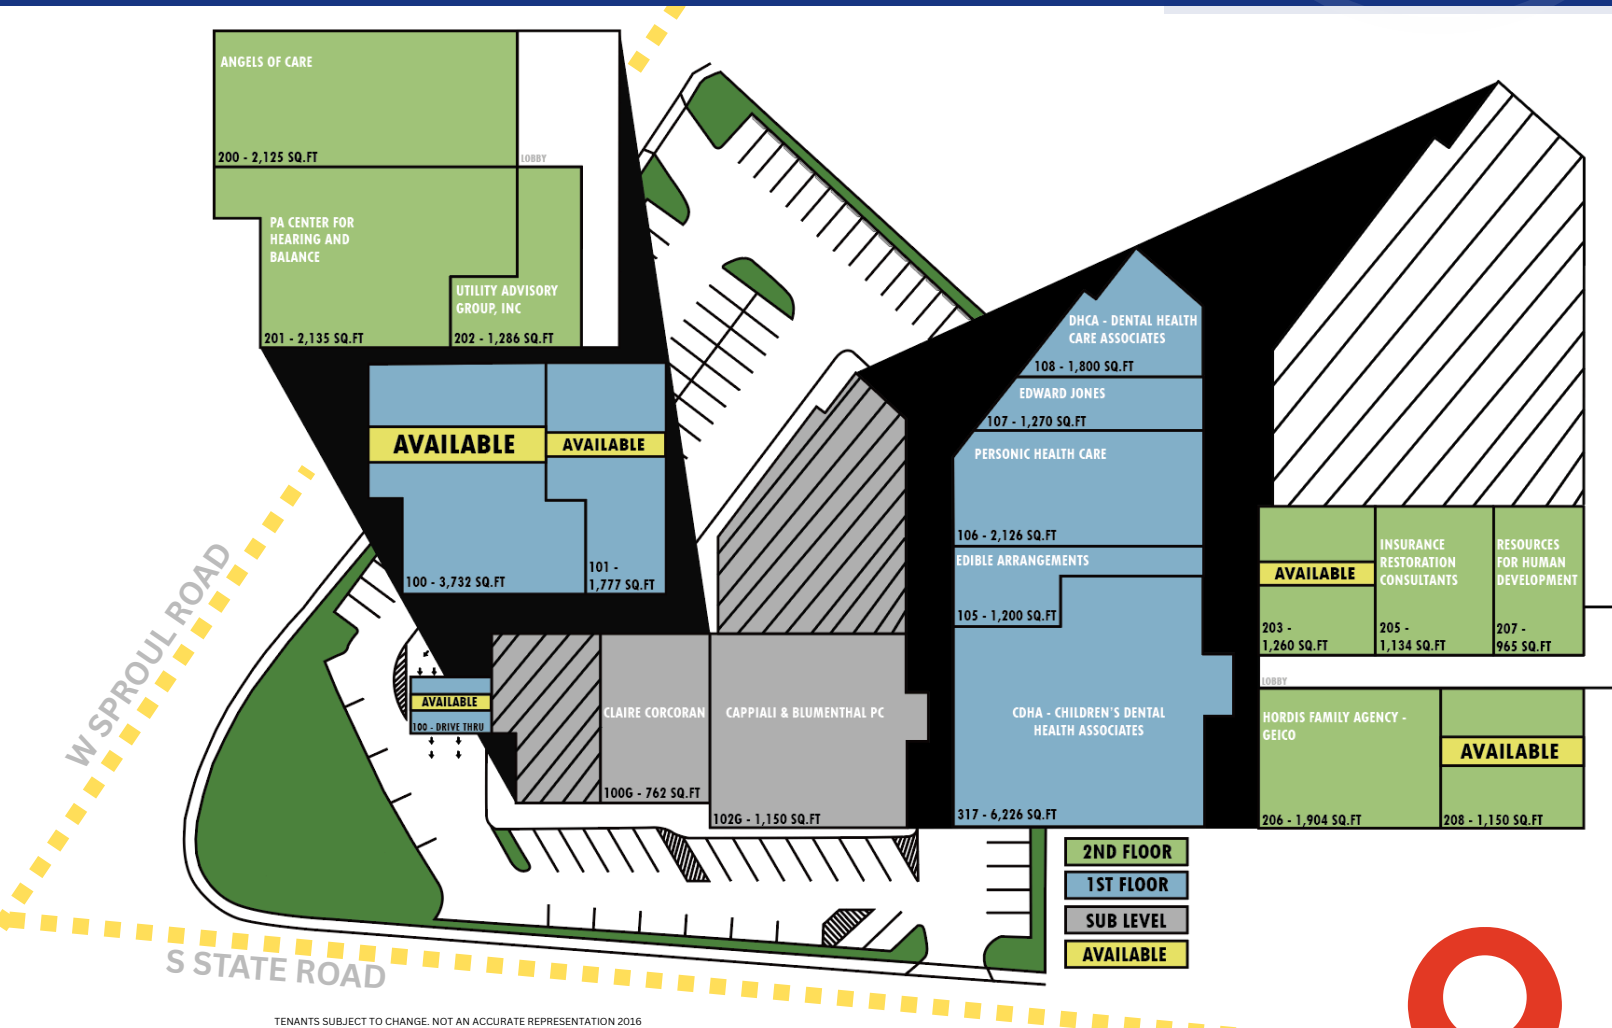 ANGELS OF CARE
200 - 2,125 SQ.FT
LOBBY
PA CENTER FOR
HEARING AND
BALANCE
201 - 2,135 SQ.FT
UTILITY ADVISORY
GROUP, INC
202 - 1,286 SQ.FT
AVAILABLE
100 - 3,732 SQ.FT
AVAILABLE
101 -
1,777 SQ.FT
AVAILABLE
100 - DRIVE THRU
CLAIRE CORCORAN
100G - 762 SQ.FT
CAPPIALI & BLUMENTHAL PC
102G - 1,150 SQ.FT
DHCA - DENTAL HEALTH
CARE ASSOCIATES
108 - 1,800 SQ.FT
EDWARD JONES
107 - 1,270 SQ.FT
PERSONIC HEALTH CARE
106 - 2,126 SQ.FT
EDIBLE ARRANGEMENTS
105 - 1,200 SQ.FT
CDHA - CHILDREN'S DENTAL
HEALTH ASSOCIATES
317 - 6,226 SQ.FT
AVAILABLE
203 -
1,260 SQ.FT
INSURANCE
RESTORATION
CONSULTANTS
205 -
1,134 SQ.FT
RESOURCES
FOR HUMAN
DEVELOPMENT
207 -
965 SQ.FT
LOBBY
HORDIS FAMILY AGENCY -
GEICO
206 - 1,904 SQ.FT
AVAILABLE
208 - 1,150 SQ.FT
2ND FLOOR
1ST FLOOR
SUB LEVEL
AVAILABLE
W SPROUL ROAD
S STATE ROAD
TENANTS SUBJECT TO CHANGE. NOT AN ACCURATE REPRESENTATION 2016